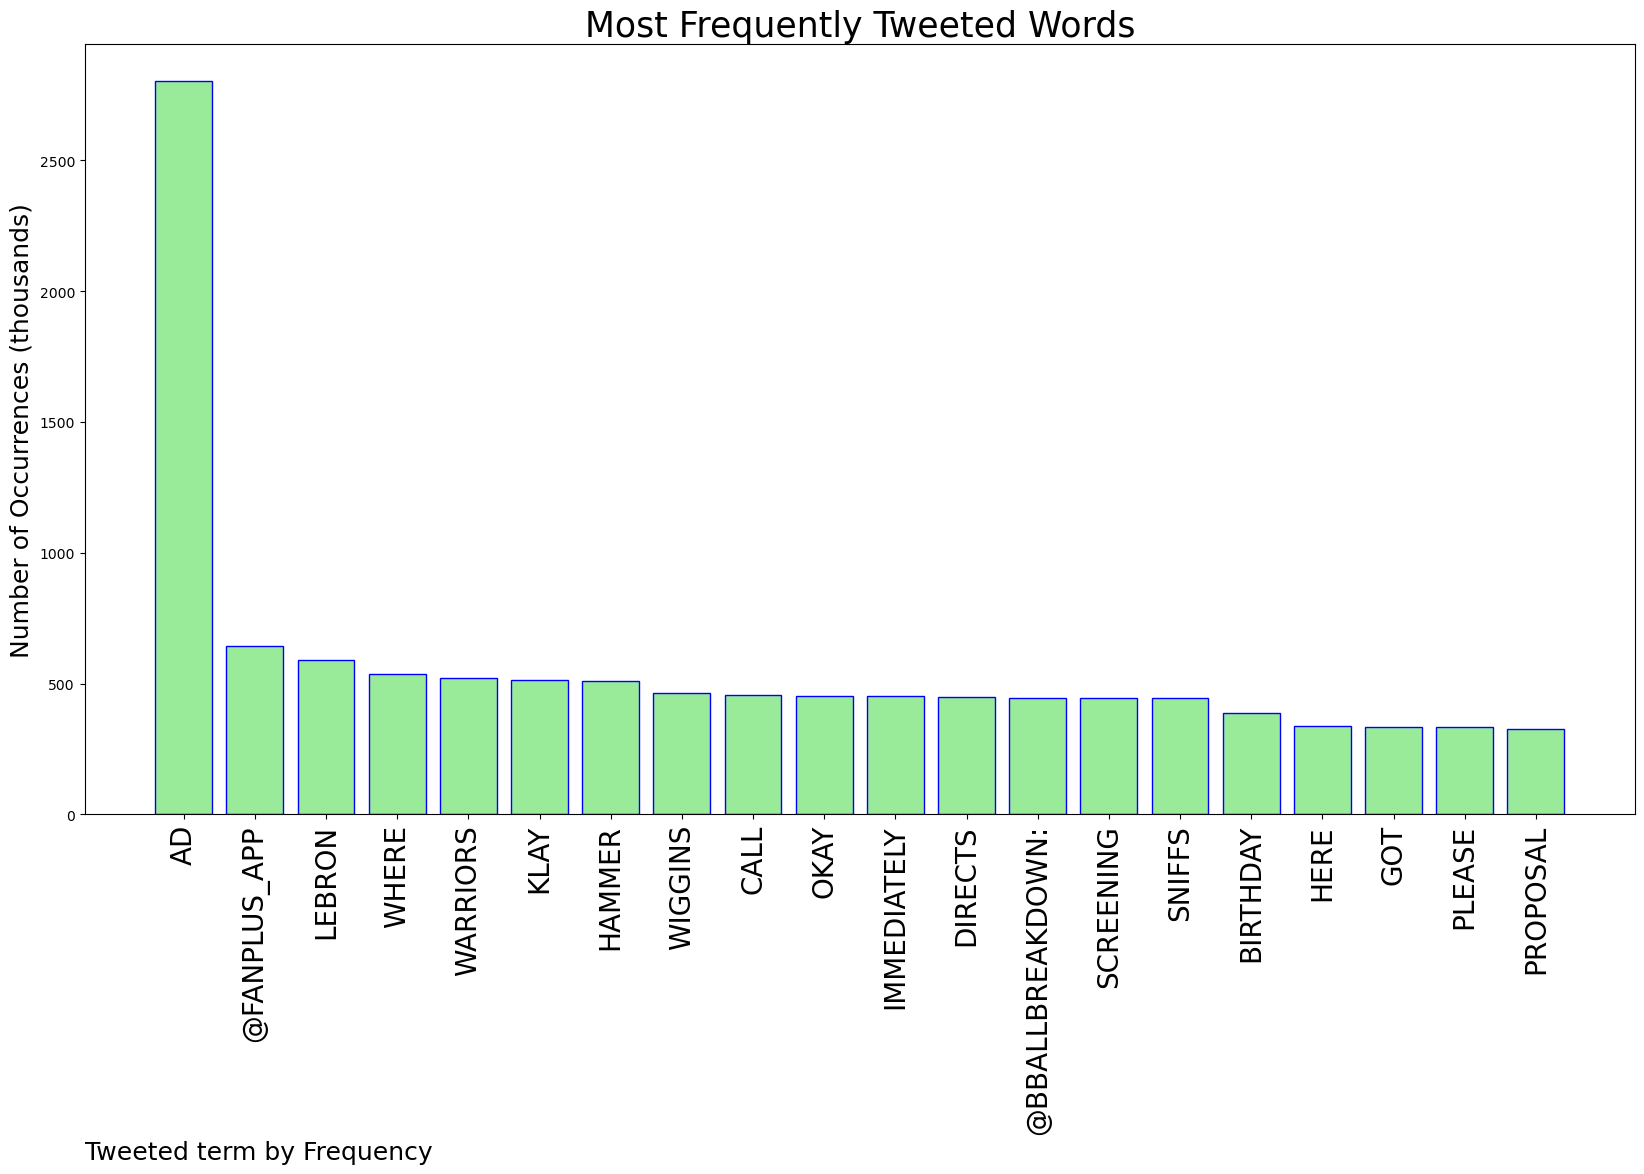 Most Frequently Tweeted Words
Number of Occurrences (thousands)
2500
2000
1500
1000
500
0
AD
@FANPLUS_APP
LEBRON
WHERE
WARRIORS
KLAY
HAMMER
WIGGINS
CALL
OKAY
IMMEDIATELY
DIRECTS
@BBALLBREAKDOWN:
SCREENING
SNIFFS
BIRTHDAY
HERE
GOT
PLEASE
PROPOSAL
Tweeted term by Frequency